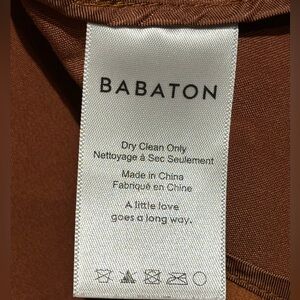 BABATON
Dry Clean Only
Nettoyage à Sec Seulement
Made in China
Fabriqué en Chine
A little love
goes a long way.